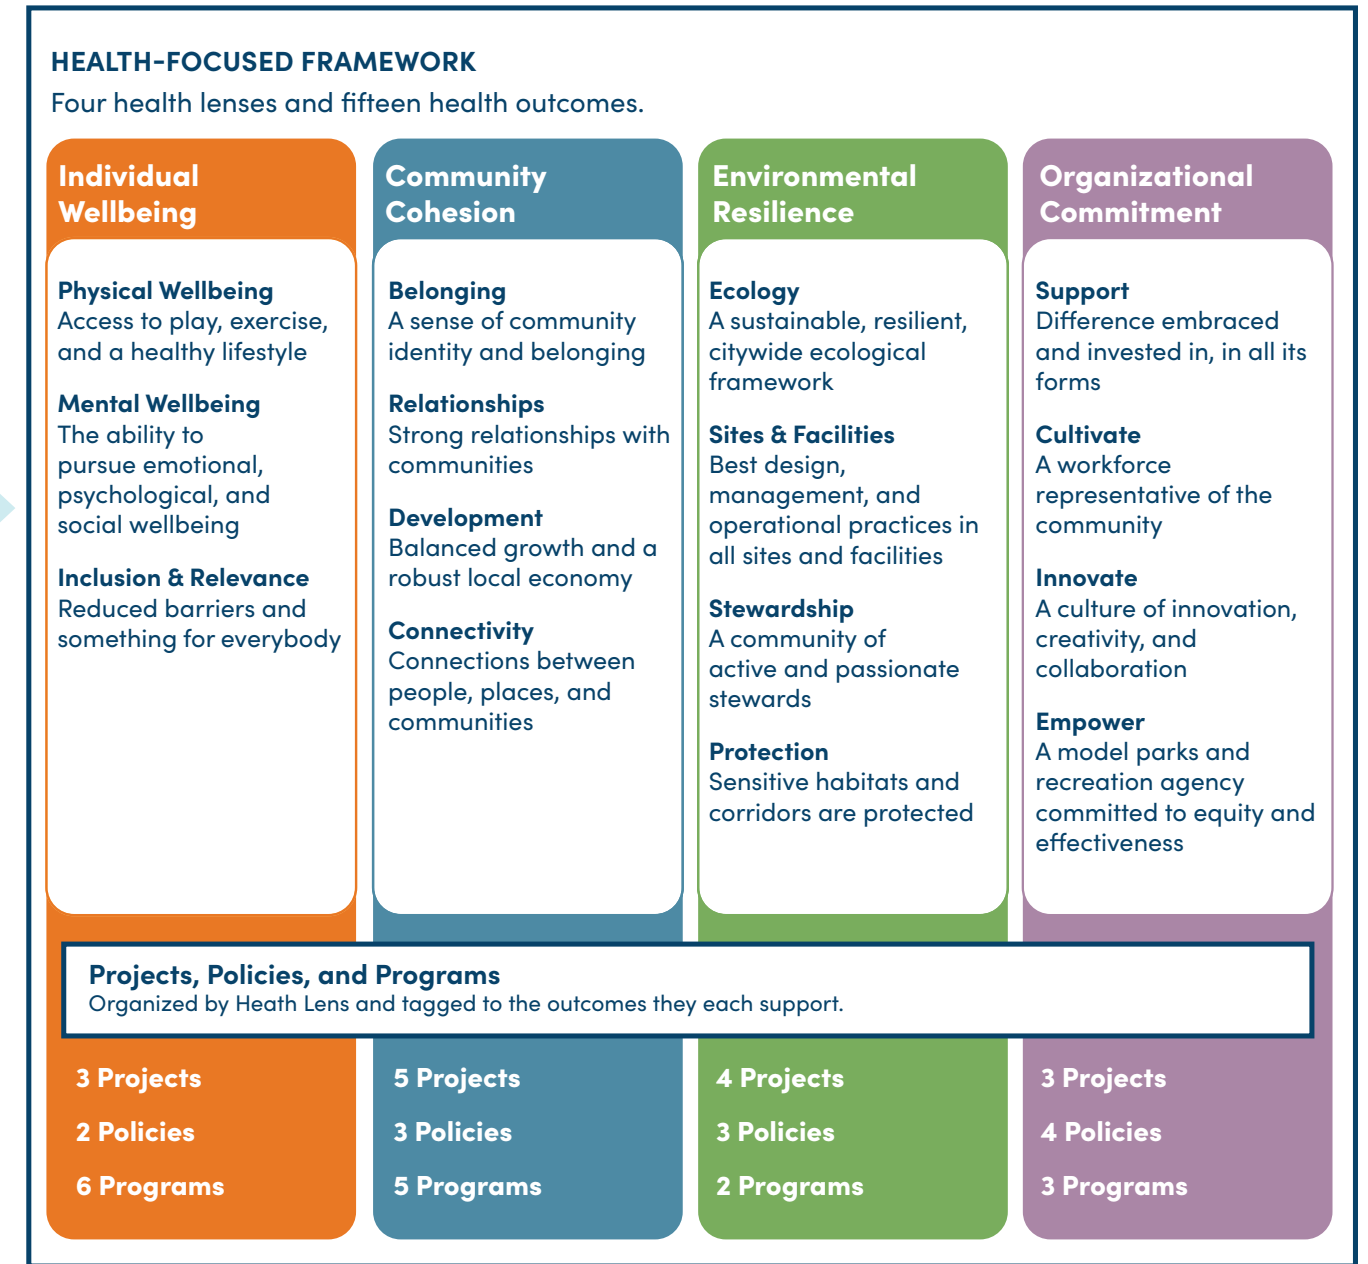 HEALTH-FOCUSED FRAMEWORK
Four health lenses and fifteen health outcomes.
Individual
Wellbeing
Physical Wellbeing
Access to play, exercise,
and a healthy lifestyle
Mental Wellbeing
The ability to
pursue emotional,
psychological, and
social wellbeing
Inclusion & Relevance
Reduced barriers and
something for everybody
Community
Cohesion
Belonging
A sense of community
identity and belonging
Relationships
Strong relationships with
communities
Development
Balanced growth and a
robust local economy
Connectivity
Connections between
people, places, and
communities
Environmental
Resilience
Ecology
A sustainable, resilient,
citywide ecological
framework
Sites & Facilities
Best design,
management, and
operational practices in
all sites and facilities
Stewardship
A community of
active and passionate
stewards
Protection
Sensitive habitats and
corridors are protected
Organizational
Commitment
Support
Difference embraced
and invested in, in all its
forms
Cultivate
A workforce
representative of the
community
Innovate
A culture of innovation,
creativity, and
collaboration
Empower
A model parks and
recreation agency
committed to equity and
effectiveness
Projects, Policies, and Programs
Organized by Heath Lens and tagged to the outcomes they each support.
3 Projects
2 Policies
6 Programs
5 Projects
3 Policies
5 Programs
4 Projects
3 Policies
2 Programs
3 Projects
4 Policies
3 Programs